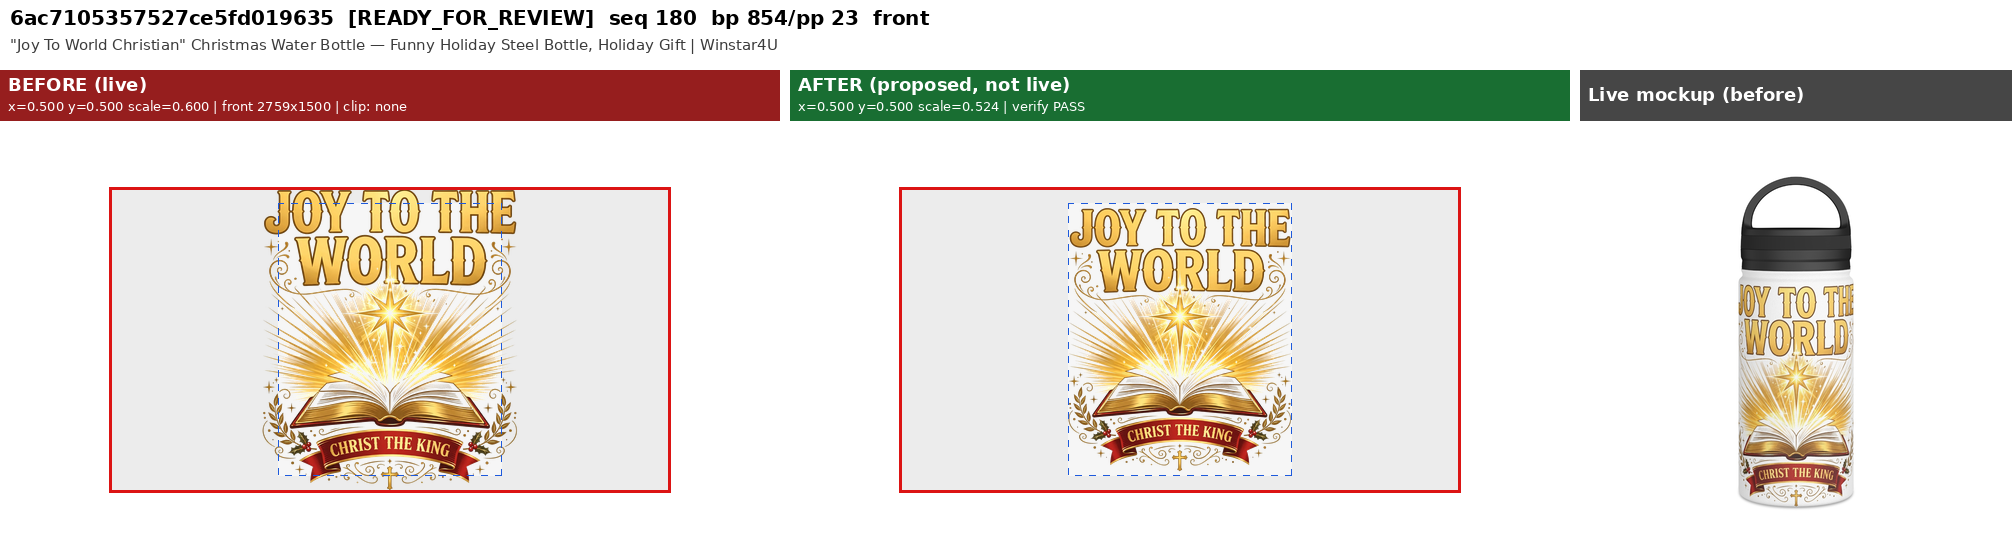 6ac7105357527ce5fd019635 [READY_FOR_REVIEW] seq 180 bp 854/pp 23 front
"Joy To World Christian" Christmas Water Bottle — Funny Holiday Steel Bottle, Holiday Gift | Winstar4U
BEFORE (live)
x=0.500 y=0.500 scale=0.600 | front 2759x1500 | clip: none
AFTER (proposed, not live)
x=0.500 y=0.500 scale=0.524 | verify PASS
Live mockup (before)
JOY TO THE
WORLD
CHRIST THE KING
JOY TO THE
WORLD
CHRIST THE KING
JOY TO THE
WORLD
CHRIST THE KING